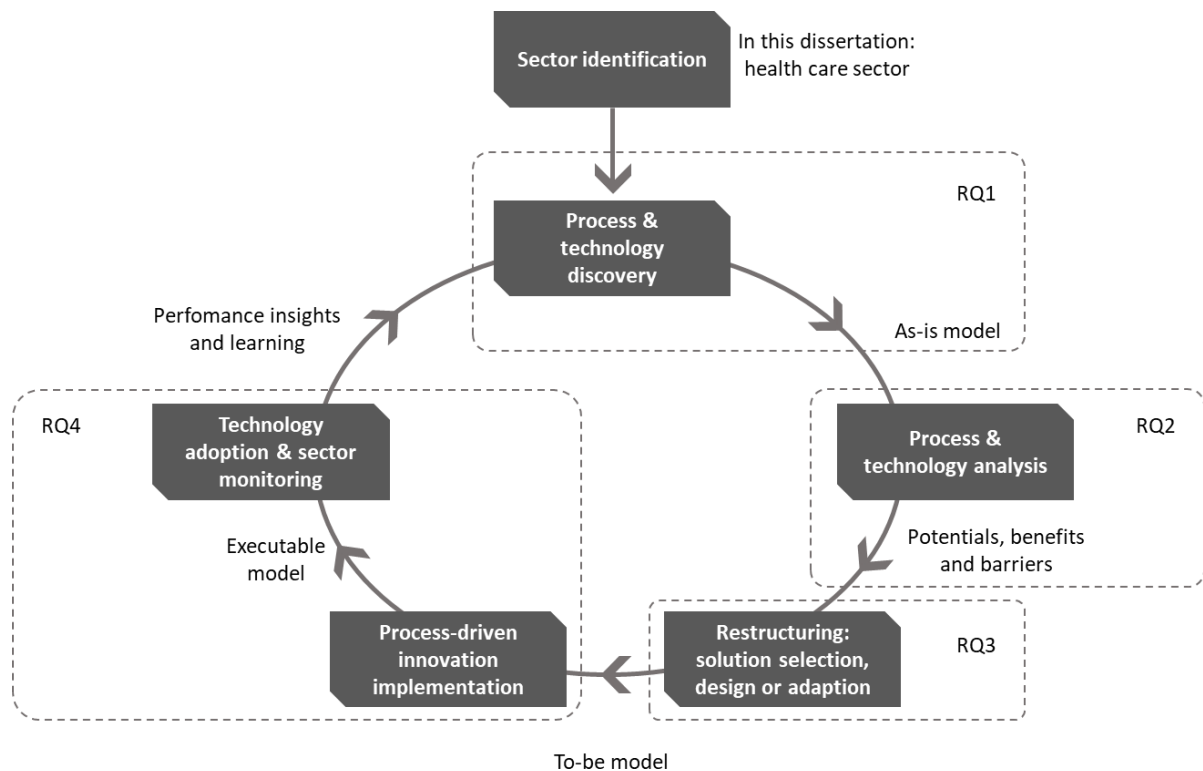 Sector identification
In this dissertation:
health care sector
RQ1
Process &
technology
discovery
As-is model
Perfomance insights
and learning
RQ4
Technology
adoption & sector
monitoring
RQ2
Process &
technology analysis
Potentials, benefits
and barriers
Executable
model
RQ3
Restructuring:
solution selection,
design or adaption
Process-driven
innovation
implementation
To-be model